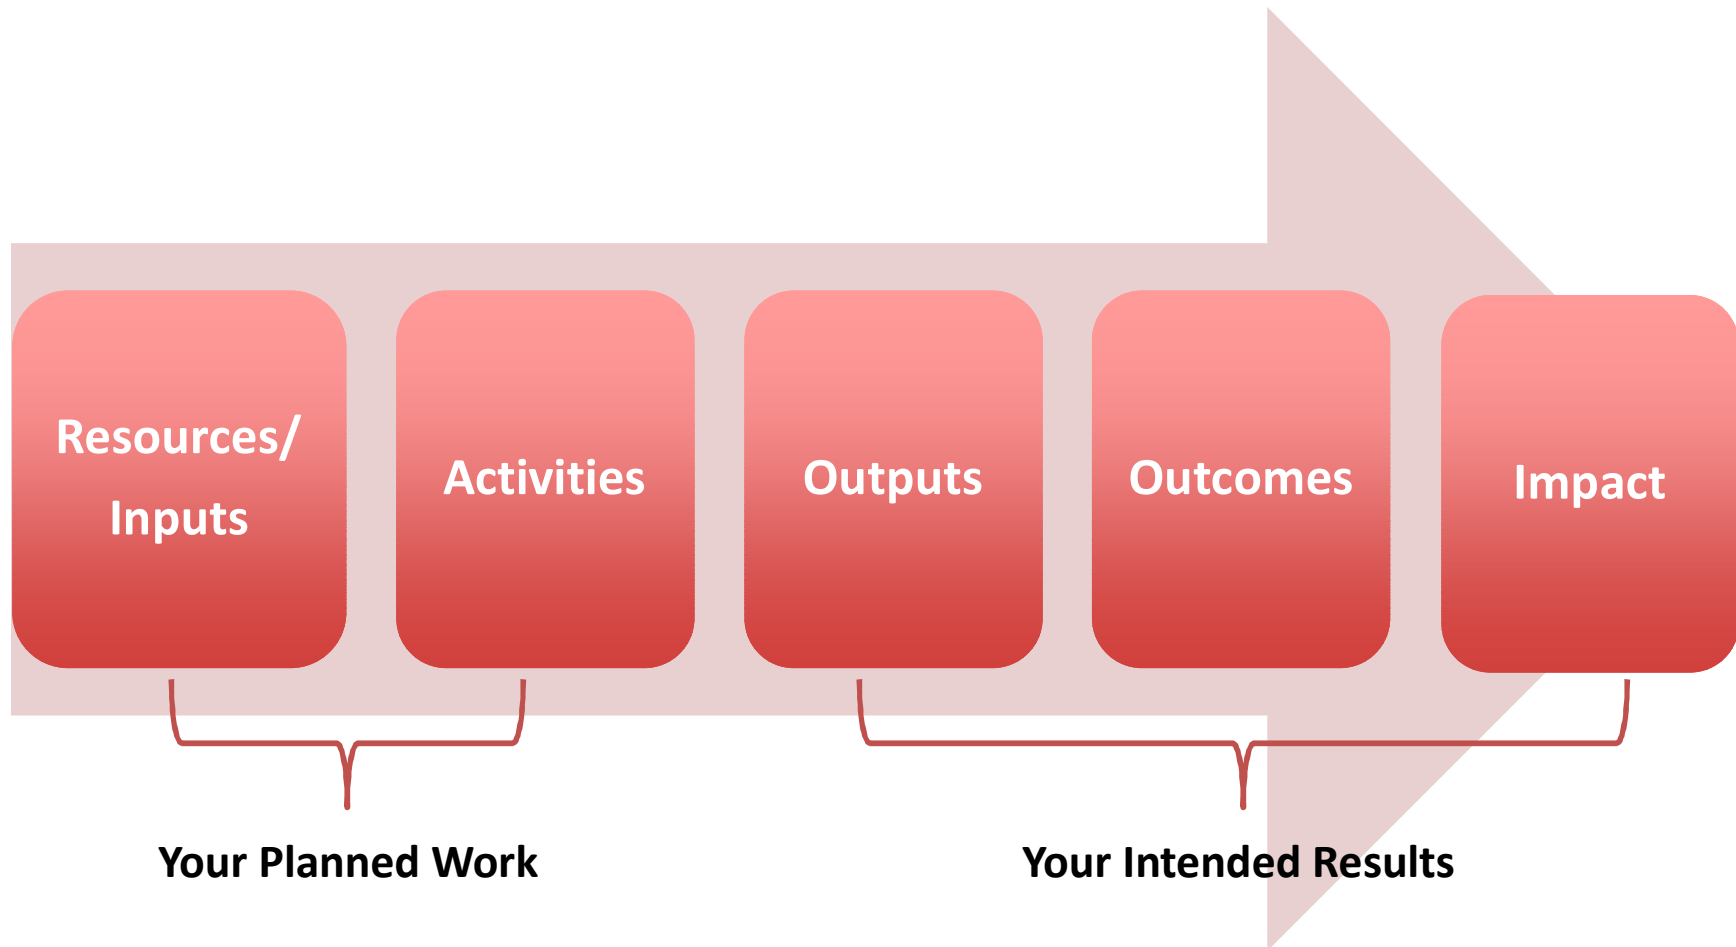 Resources/
Inputs
Activities
Outputs
Outcomes
Impact
Your Planned Work
Your Intended Results